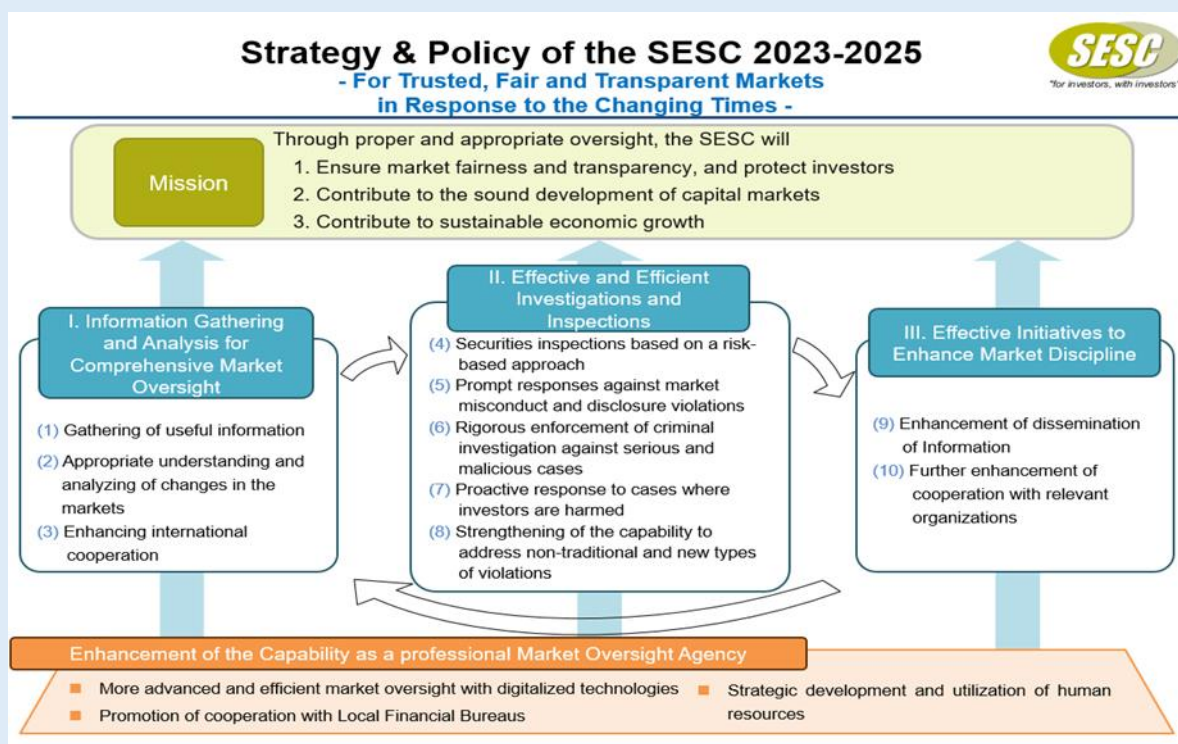 Strategy & Policy of the SESC 2023-2025
- For Trusted, Fair and Transparent Markets
in Response to the Changing Times -
SESC
"for investors, with investors"
Mission
Through proper and appropriate oversight, the SESC will
1. Ensure market fairness and transparency, and protect investors
2. Contribute to the sound development of capital markets
3. Contribute to sustainable economic growth
I. Information Gathering
and Analysis for
Comprehensive Market
Oversight
(1) Gathering of useful information
(2) Appropriate understanding and
analyzing of changes in the
markets
(3) Enhancing international
cooperation
II. Effective and Efficient
Investigations and
Inspections
(4) Securities inspections based on a risk-
based approach
(5) Prompt responses against market
misconduct and disclosure violations
(6) Rigorous enforcement of criminal
investigation against serious and
malicious cases
(7) Proactive response to cases where
investors are harmed
(8) Strengthening of the capability to
address non-traditional and new types
of violations
III. Effective Initiatives to
Enhance Market Discipline
(9) Enhancement of dissemination
of Information
(10) Further enhancement of
cooperation with relevant
organizations
Enhancement of the Capability as a professional Market Oversight Agency
■ More advanced and efficient market oversight with digitalized technologies
■ Promotion of cooperation with Local Financial Bureaus
■ Strategic development and utilization of human
resources